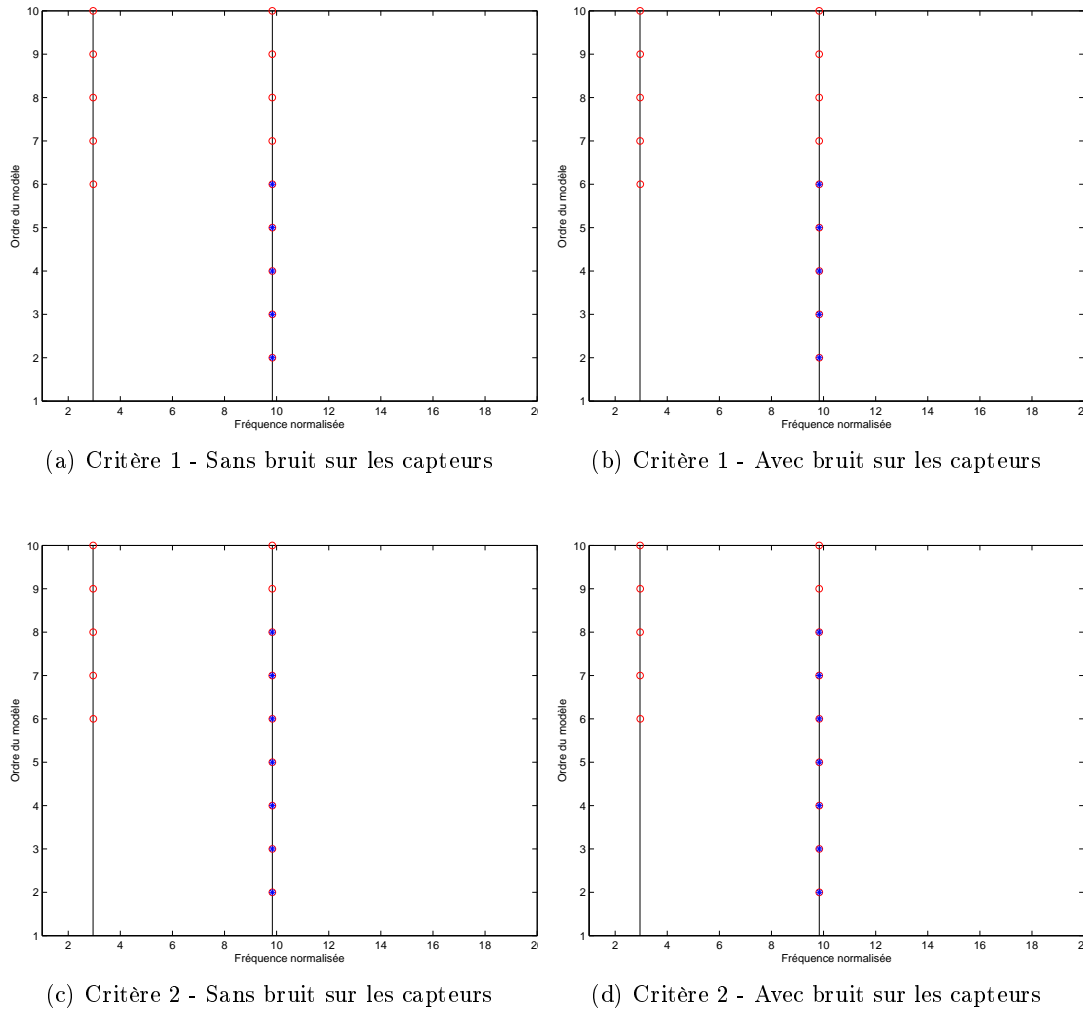 10
9
8
7
6
5
4
3
2
1
Ordre du modèle
2 4 6 8 10 12 14 16 18 20
Fréquence normalisée
(a) Critère 1 - Sans bruit sur les capteurs
10
9
8
7
6
5
4
3
2
1
Ordre du modèle
2 4 6 8 10 12 14 16 18 20
Fréquence normalisée
(b) Critère 1 - Avec bruit sur les capteurs
10
9
8
7
6
5
4
3
2
1
Ordre du modèle
2 4 6 8 10 12 14 16 18 20
Fréquence normalisée
(c) Critère 2 - Sans bruit sur les capteurs
10
9
8
7
6
5
4
3
2
1
Ordre du modèle
2 4 6 8 10 12 14 16 18 20
Fréquence normalisée
(d) Critère 2 - Avec bruit sur les capteurs